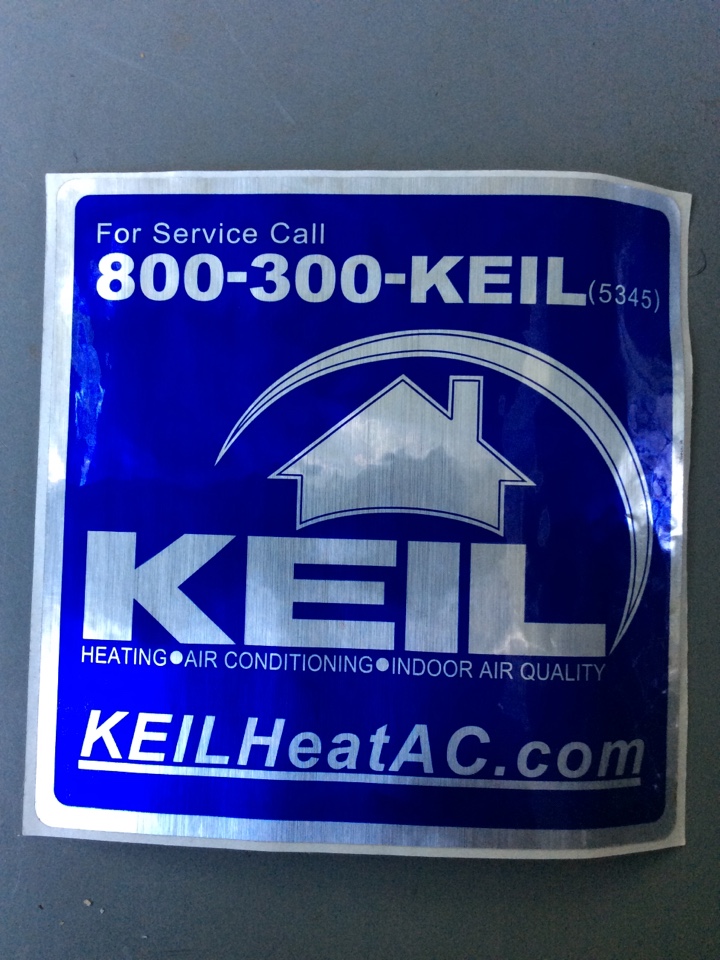 For Service Call
800-300-KEIL(5345)
KEIL
HEATING●AIR CONDITIONING●INDOOR AIR QUALITY
KEILHeatAC.com